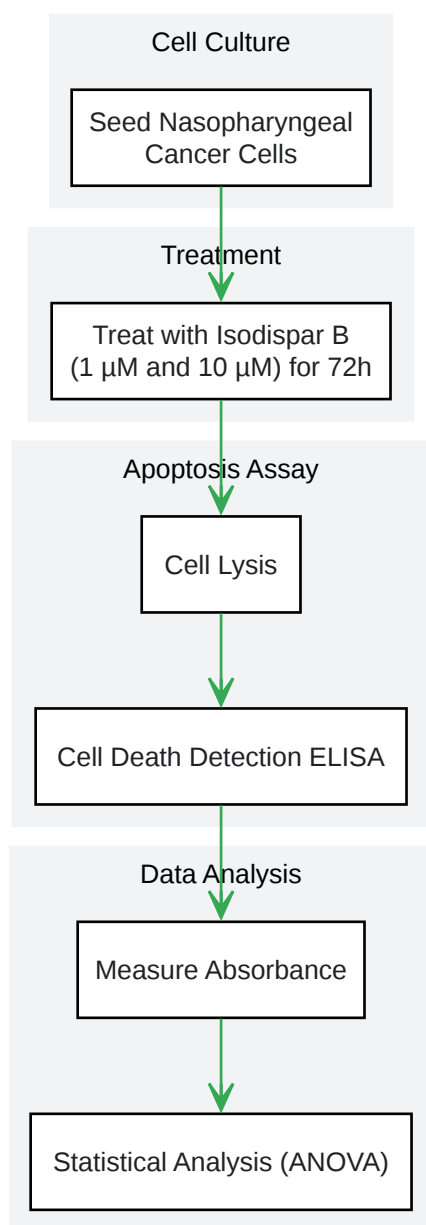 Cell Culture
Seed Nasopharyngeal
Cancer Cells
Treatment
Treat with Isodispar B
(1 µM and 10 µM) for 72h
Apoptosis Assay
Cell Lysis
Cell Death Detection ELISA
Data Analysis
Measure Absorbance
Statistical Analysis (ANOVA)